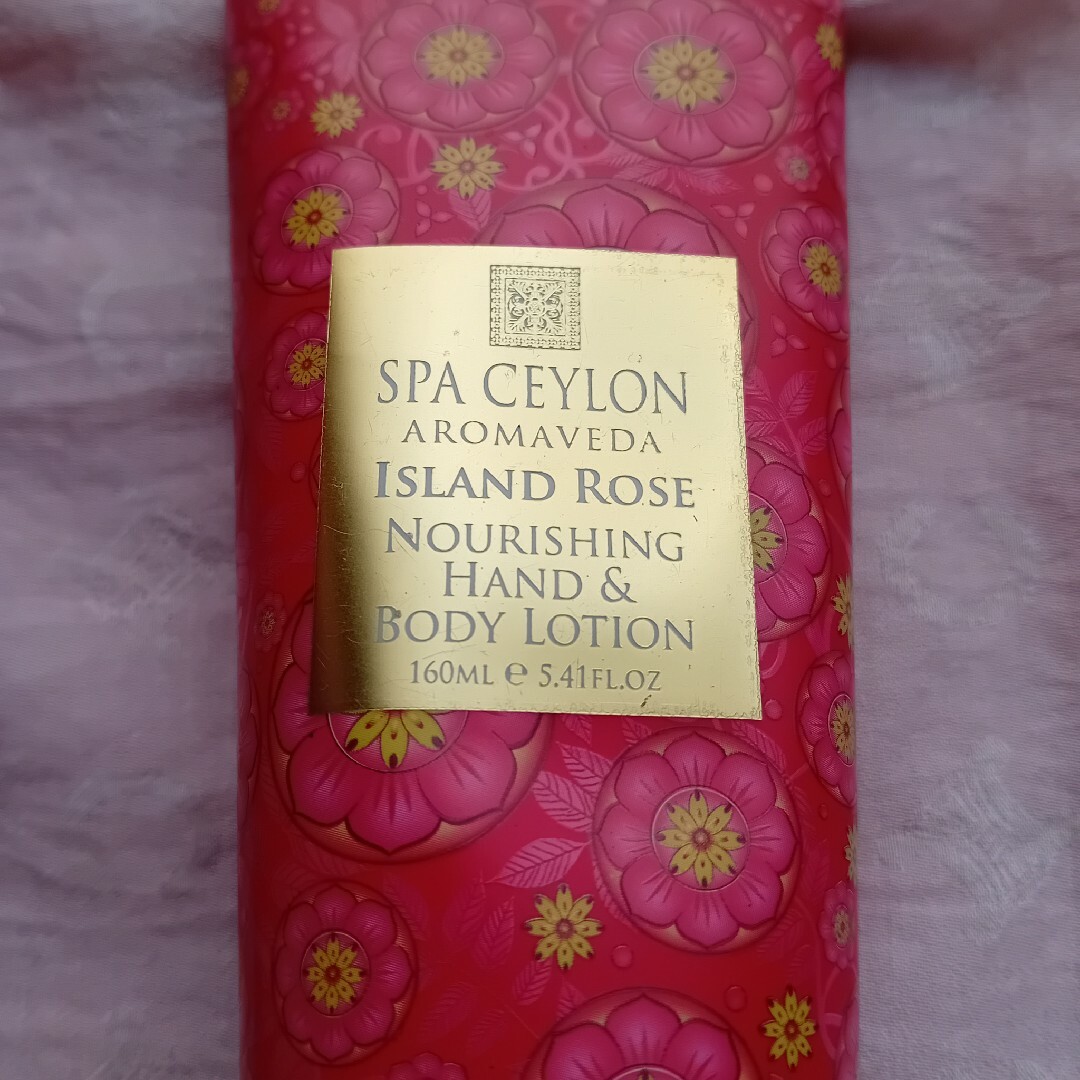 SPA CEYLON
AROMAVEDA
ISLAND ROSE
NOURISHING
HAND &
BODY LOTION
160ML ℮ 5.41FL.OZ